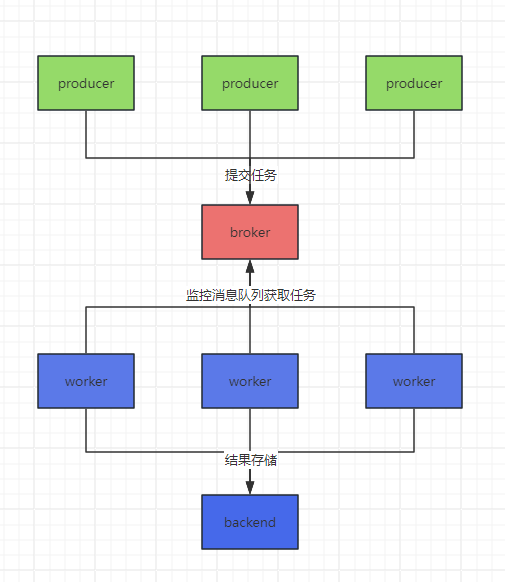 producer
producer
producer
提交任务
broker
监控消息队列获取任务
worker
worker
worker
结果存储
backend